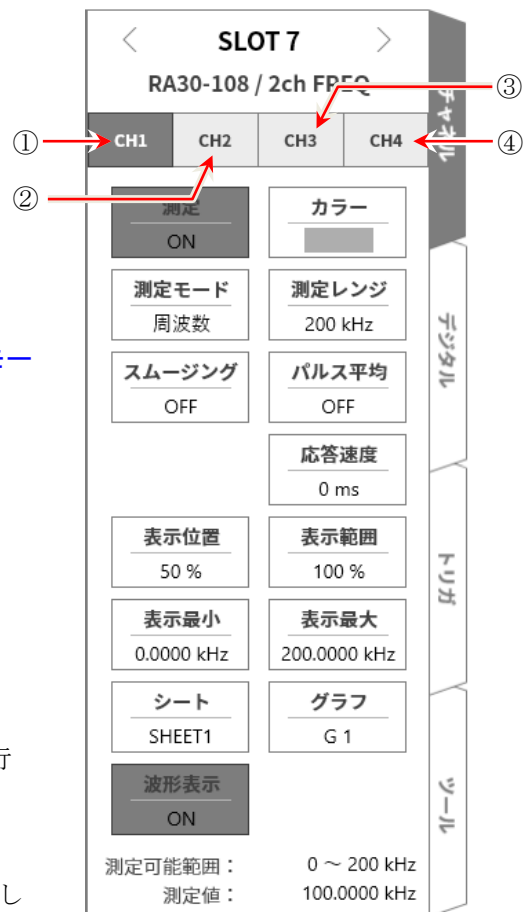 SLOT 7
RA30-108 / 2ch FREQ
③
① CH1 CH2 CH3 CH4 ④
②
チャネル
測定 カラー
ON
測定モード 測定レンジ
周波数 200 kHz
デジタル
ー
スムージング パルス平均
OFF OFF
応答速度
0 ms
表示位置 表示範囲
50 % 100 %
トリガ
表示最小 表示最大
0.0000 kHz 200.0000 kHz
シート グラフ
SHEET1 G 1
行
波形表示
ON
ツール
測定可能範囲： 0 ～ 200 kHz
し
測定値： 100.0000 kHz